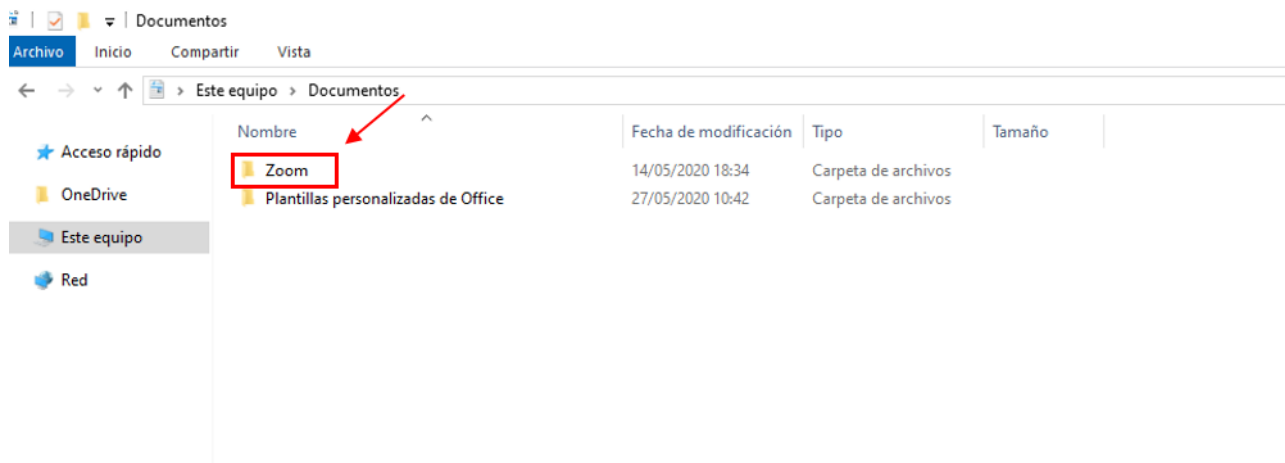 Documentos
Archivo Inicio Compartir Vista
Este equipo > Documentos
Nombre Fecha de modificación Tipo Tamaño
Acceso rápido
Zoom 14/05/2020 18:34 Carpeta de archivos
OneDrive
Plantillas personalizadas de Office 27/05/2020 10:42 Carpeta de archivos
Este equipo
Red